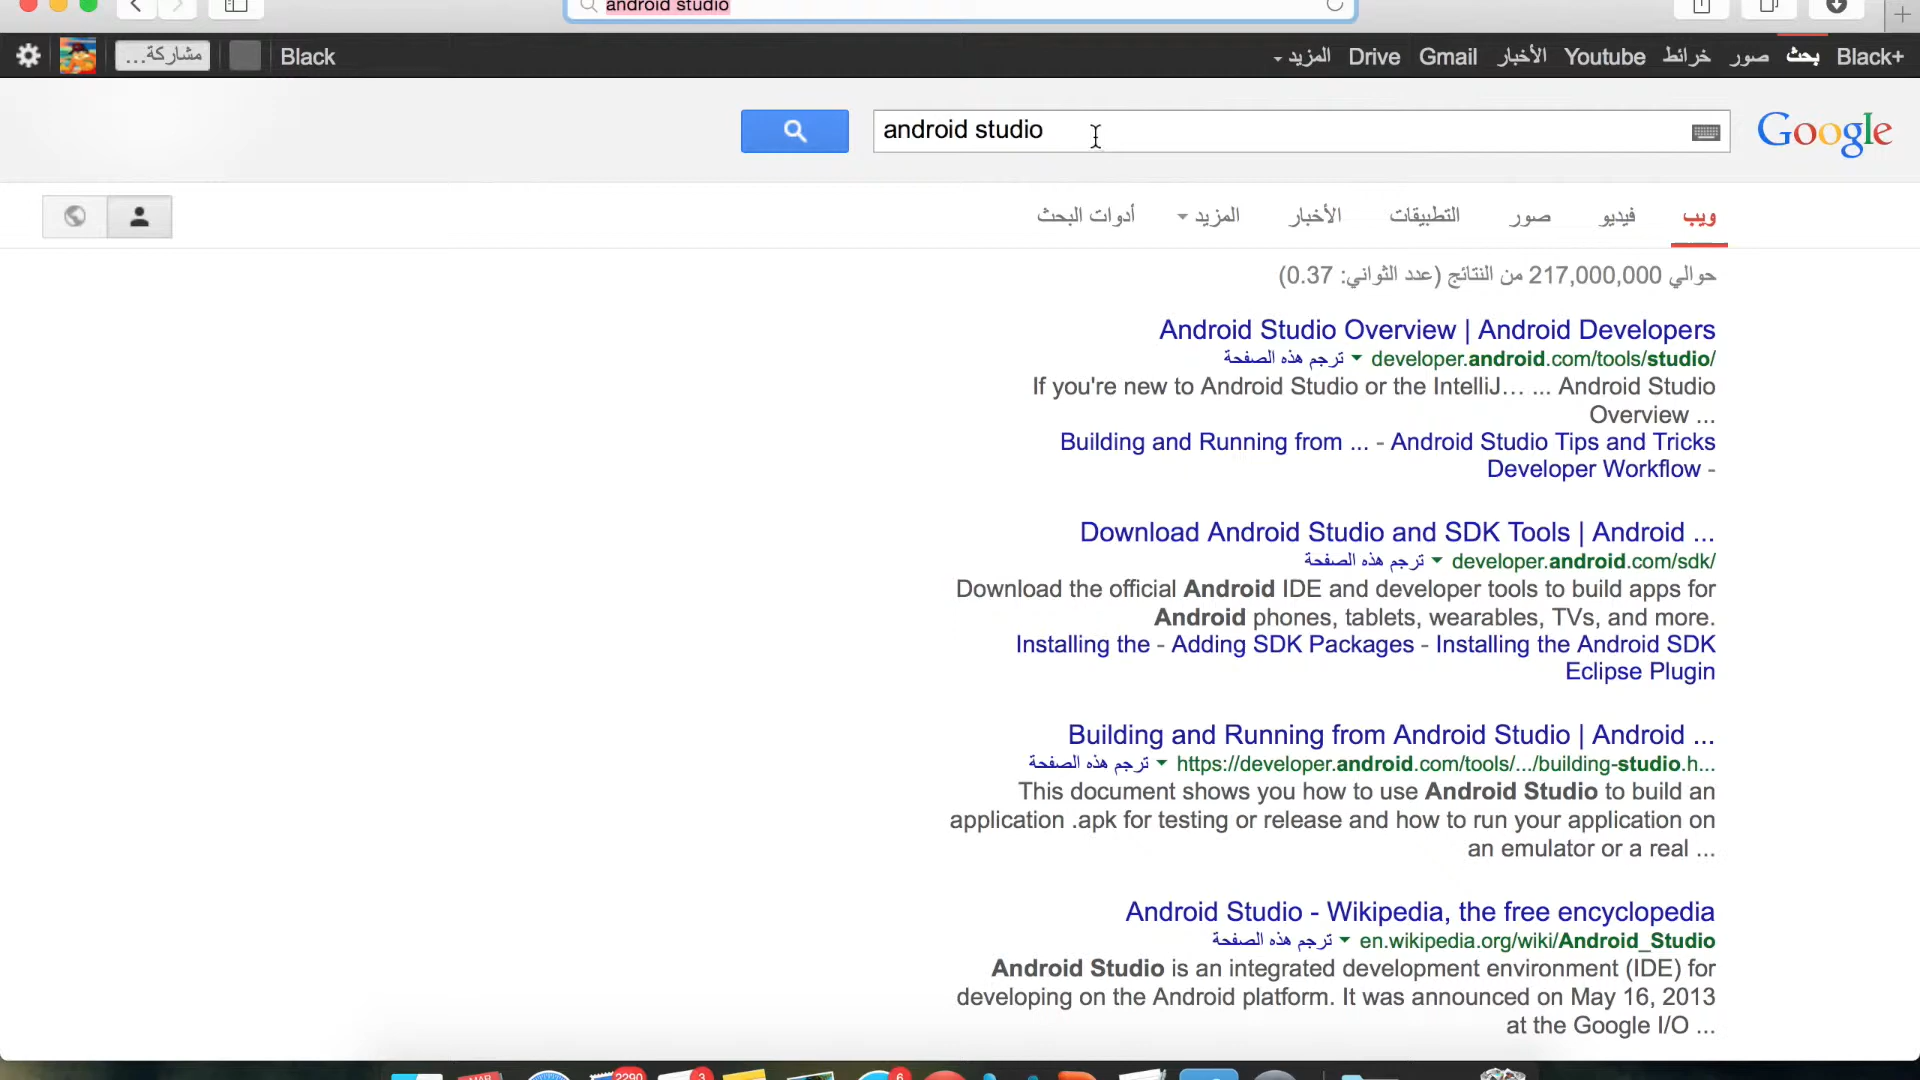 android studio
Black+ بحث صور خرائط Youtube الأخبار Gmail Drive المزيد
Black
مشاركة...
Google
android studio
ويب فيديو صور التطبيقات الأخبار المزيد أدوات البحث
حوالي 217,000,000 من النتائج (عدد الثواني: 0.37)
Android Studio Overview | Android Developers
developer.android.com/tools/studio/ ترجم هذه الصفحة
If you're new to Android Studio or the IntelliJ… ... Android Studio
Overview ...
Building and Running from ... - Android Studio Tips and Tricks
Developer Workflow -
Download Android Studio and SDK Tools | Android ...
developer.android.com/sdk/ ترجم هذه الصفحة
Download the official Android IDE and developer tools to build apps for
Android phones, tablets, wearables, TVs, and more.
Installing the - Adding SDK Packages - Installing the Android SDK
Eclipse Plugin
Building and Running from Android Studio | Android ...
https://developer.android.com/tools/.../building-studio.h... ترجم هذه الصفحة
This document shows you how to use Android Studio to build an
application .apk for testing or release and how to run your application on
an emulator or a real ...
Android Studio - Wikipedia, the free encyclopedia
en.wikipedia.org/wiki/Android_Studio ترجم هذه الصفحة
Android Studio is an integrated development environment (IDE) for
developing on the Android platform. It was announced on May 16, 2013
at the Google I/O ...
MAR 2290 3 6